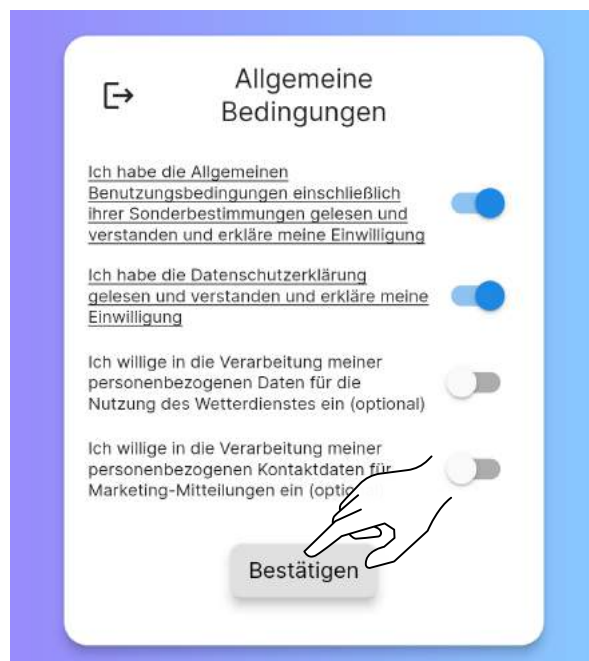 Allgemeine
Bedingungen
Ich habe die Allgemeinen
Benutzungsbedingungen einschließlich
ihrer Sonderbestimmungen gelesen und
verstanden und erkläre meine Einwilligung
Ich habe die Datenschutzerklärung
gelesen und verstanden und erkläre meine
Einwilligung
Ich willige in die Verarbeitung meiner
personenbezogenen Daten für die
Nutzung des Wetterdienstes ein (optional)
Ich willige in die Verarbeitung meiner
personenbezogenen Kontaktdaten für
Marketing-Mitteilungen ein
Bestätigen